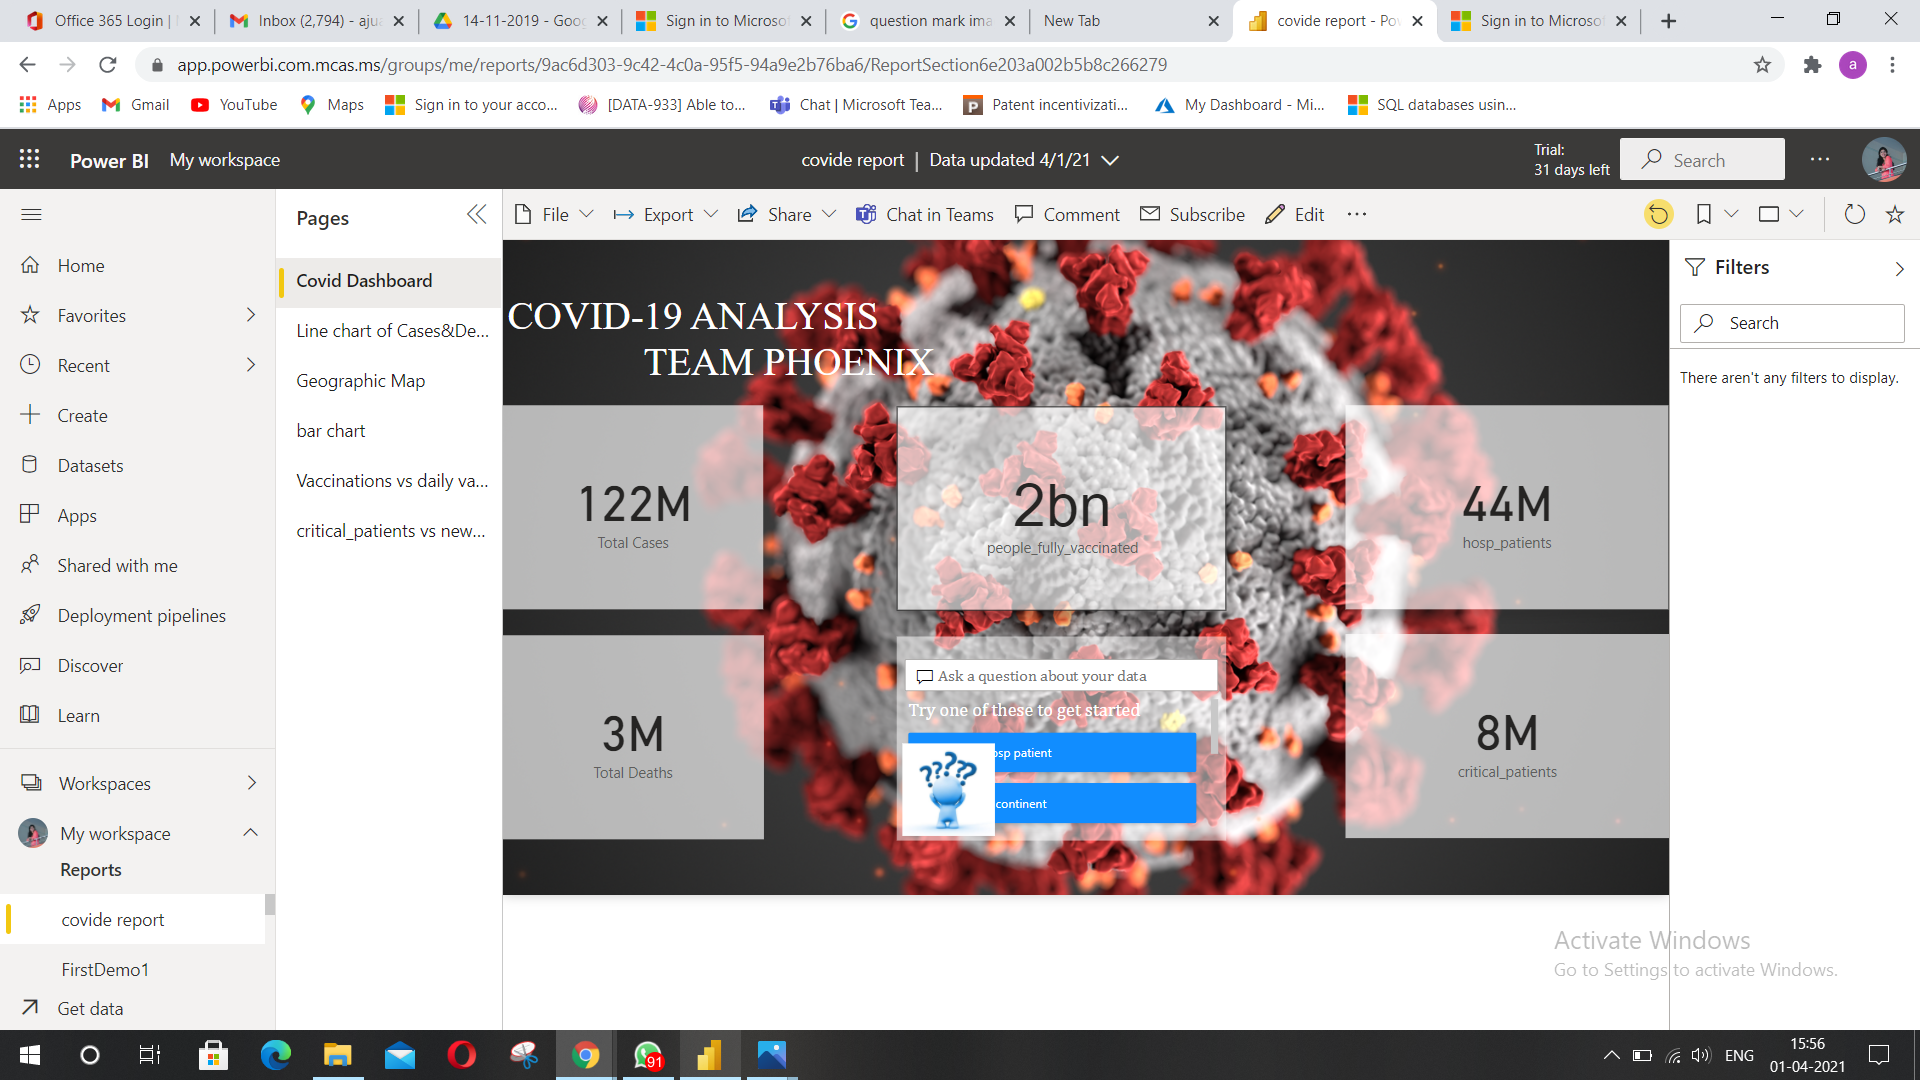 Office 365 Login |
Inbox (2,794) - ajua
14-11-2019 - Goog
Sign in to Microsof
question mark ima
New Tab
covide report - Po
Sign in to Microsof
app.powerbi.com.mcas.ms/groups/me/reports/9ac6d303-9c42-4c0a-95f5-94a9e2b76ba6/ReportSection6e203a002b5b8c266279
a
Apps
Gmail
YouTube
Maps
Sign in to your acco...
[DATA-933] Able to...
Chat | Microsoft Tea...
Patent incentivizati...
My Dashboard - Mi...
SQL databases usin...
Power BI
My workspace
covide report | Data updated 4/1/21
Trial:
31 days left
Search
File
Export
Share
Chat in Teams
Comment
Subscribe
Edit
Home
Favorites
Recent
Create
Datasets
Apps
Shared with me
Deployment pipelines
Discover
Learn
Workspaces
My workspace
Reports
covide report
FirstDemo1
Get data
Pages
Covid Dashboard
Line chart of Cases&De...
Geographic Map
bar chart
Vaccinations vs daily va...
critical_patients vs new...
COVID-19 ANALYSIS
TEAM PHOENIX
122M
Total Cases
2bn
people_fully_vaccinated
44M
hosp_patients
3M
Total Deaths
Ask a question about your data
Try one of these to get started
osp patient
continent
8M
critical_patients
Filters
Search
There aren't any filters to display.
Activate Windows
Go to Settings to activate Windows.
91
ENG
15:56
01-04-2021